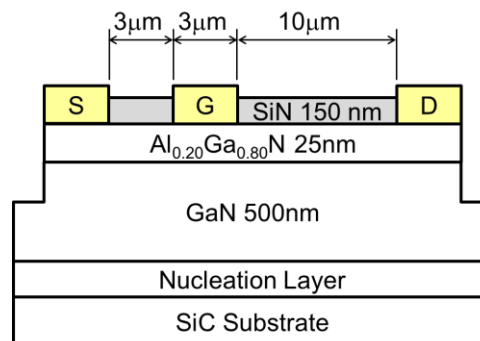 3μm 3μm 10μm
S G SiN 150 nm D
Al₀.₂₀Ga₀.₈₀N 25nm
GaN 500nm
Nucleation Layer
SiC Substrate